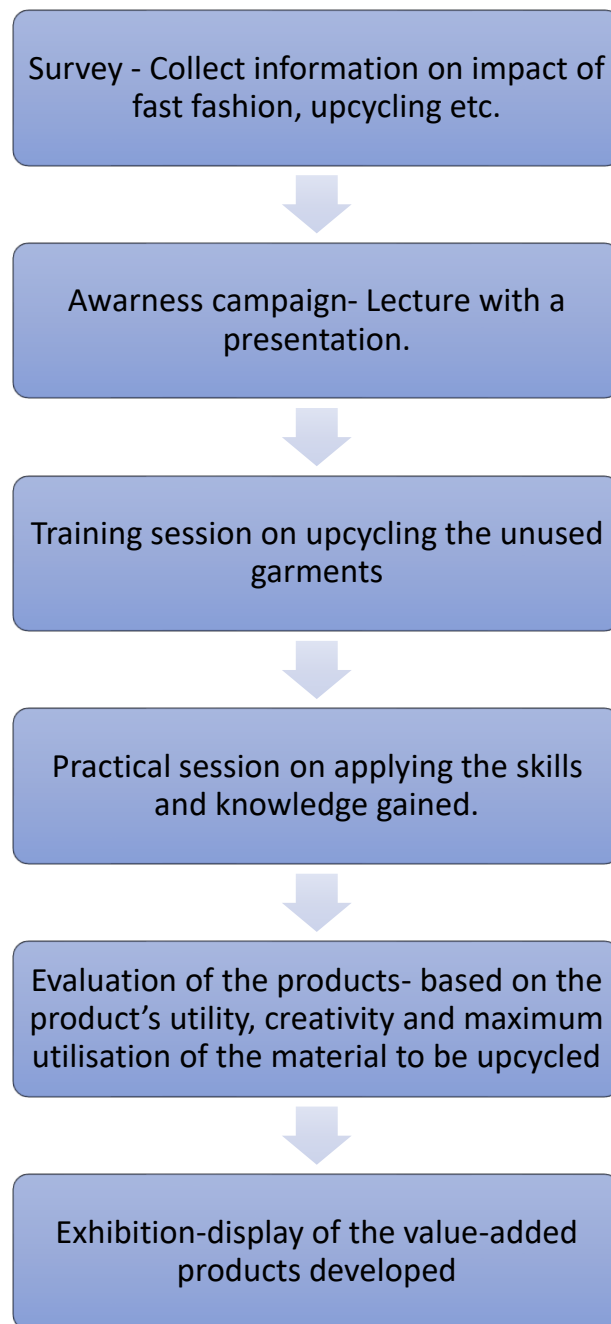 Survey - Collect information on impact of
fast fashion, upcycling etc.
Awarness campaign- Lecture with a
presentation.
Training session on upcycling the unused
garments
Practical session on applying the skills
and knowledge gained.
Evaluation of the products- based on the
product’s utility, creativity and maximum
utilisation of the material to be upcycled
Exhibition-display of the value-added
products developed